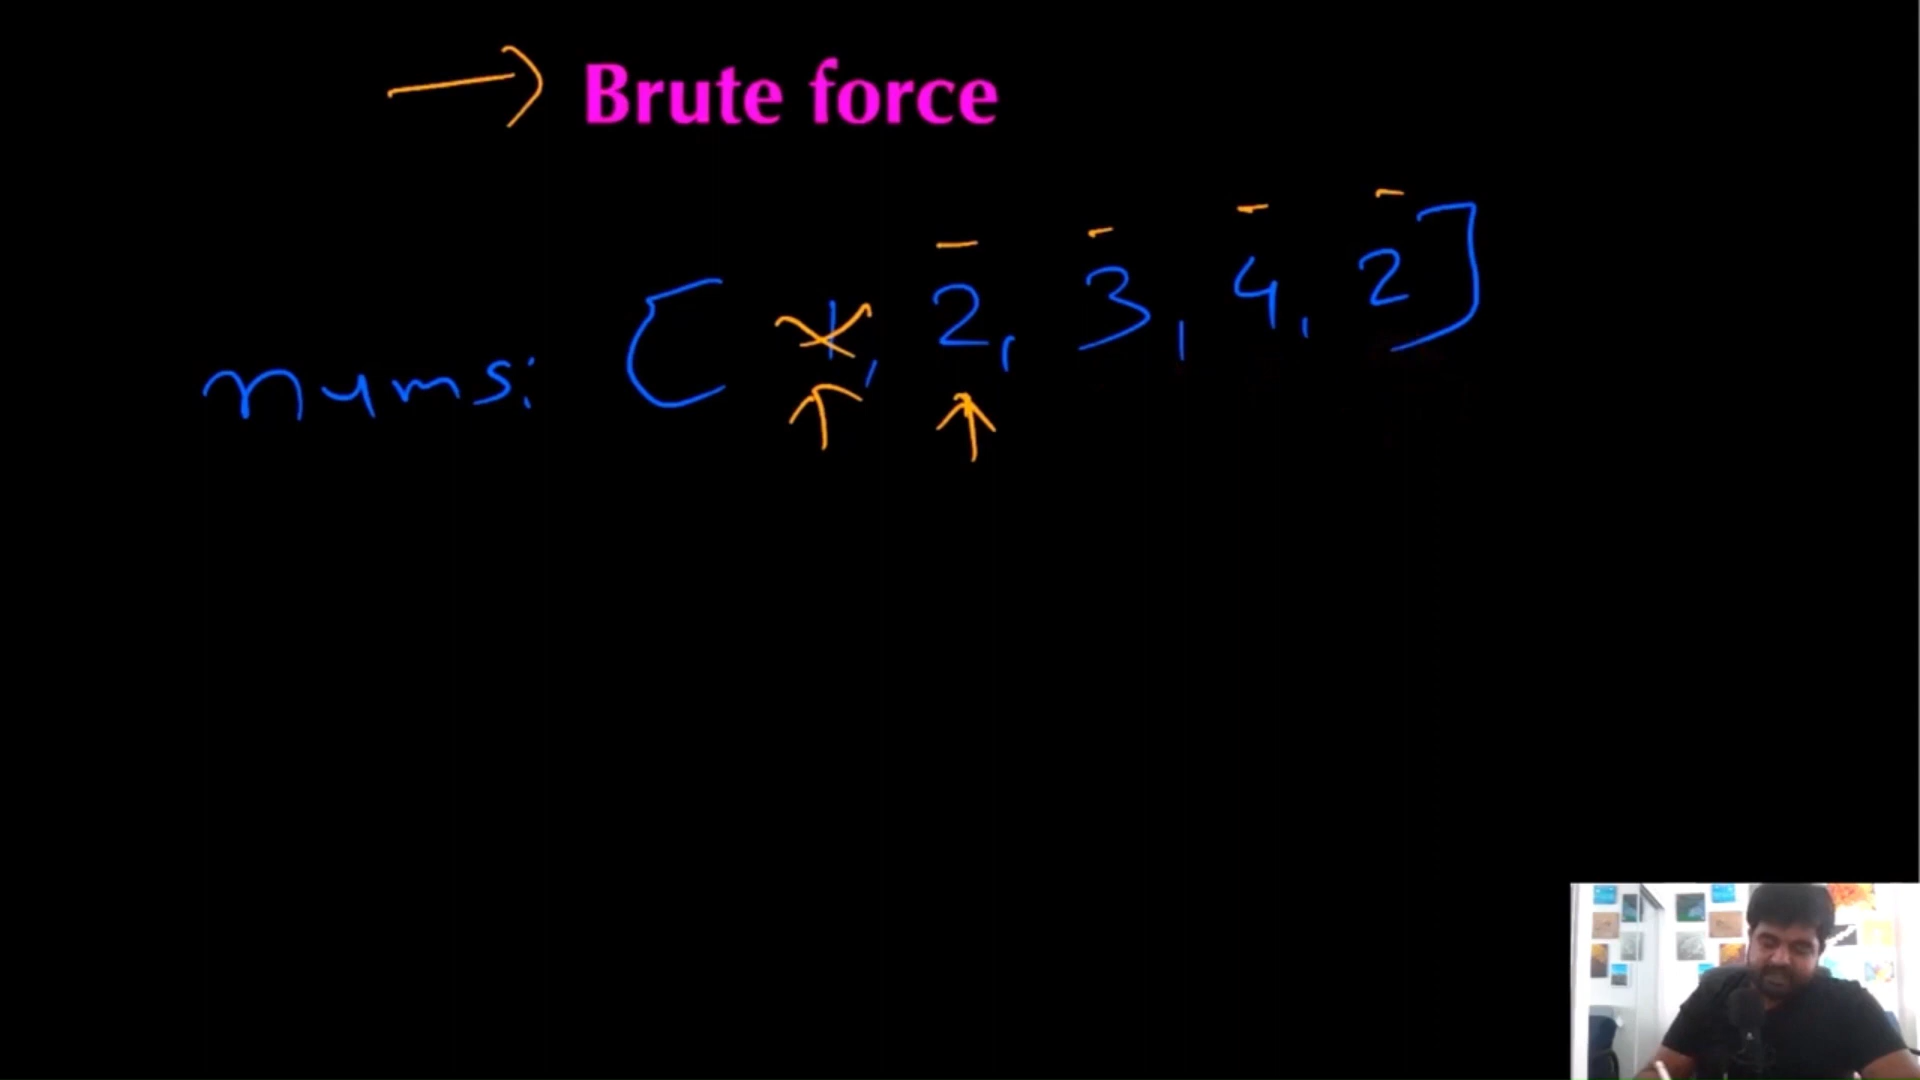 Brute force
nums: [ 1, 2, 3, 4, 2 ]